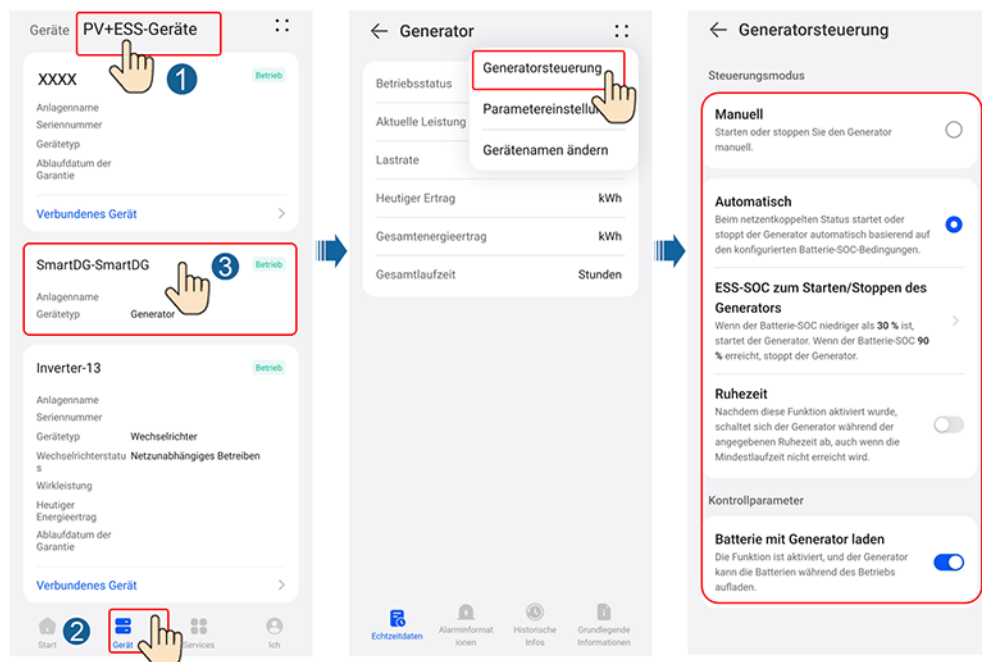 Geräte PV+ESS-Geräte
1
XXXX
Betrieb
Anlagenname
Seriennummer
Gerätetyp
Ablaufdatum der
Garantie
Verbundenes Gerät
SmartDG-SmartDG
3
Betrieb
Anlagenname
Gerätetyp Generator
Inverter-13
Betrieb
Anlagenname
Seriennummer
Gerätetyp Wechselrichter
Wechselrichterstatu Netzunabhängiges Betreiben
s
Wirkleistung
Heutiger
Energieertrag
Ablaufdatum der
Garantie
Verbundenes Gerät
2
Start
Gerät
Services
Ich
Generator
Generatorsteuerung
Betriebsstatus
Aktuelle Leistung
Gerätenamen ändern
Lastrate
Heutiger Ertrag kWh
Gesamtenergieertrag kWh
Gesamtlaufzeit Stunden
Echtzeitdaten
Alarminformat
ionen
Historische
Infos
Grundlegende
Informationen
Generatorsteuerung
Steuerungsmodus
Manuell
Starten oder stoppen Sie den Generator
manuell.
Automatisch
Beim netzentkoppelten Status startet oder
stoppt der Generator automatisch basierend auf
den konfigurierten Batterie-SOC-Bedingungen.
ESS-SOC zum Starten/Stoppen des
Generators
Wenn der Batterie-SOC niedriger als 30 % ist,
startet der Generator. Wenn der Batterie-SOC 90
% erreicht, stoppt der Generator.
Ruhezeit
Nachdem diese Funktion aktiviert wurde,
schaltet sich der Generator während der
angegebenen Ruhezeit ab, auch wenn die
Mindestlaufzeit nicht erreicht wird.
Kontrollparameter
Batterie mit Generator laden
Die Funktion ist aktiviert, und der Generator
kann die Batterien während des Betriebs
aufladen.